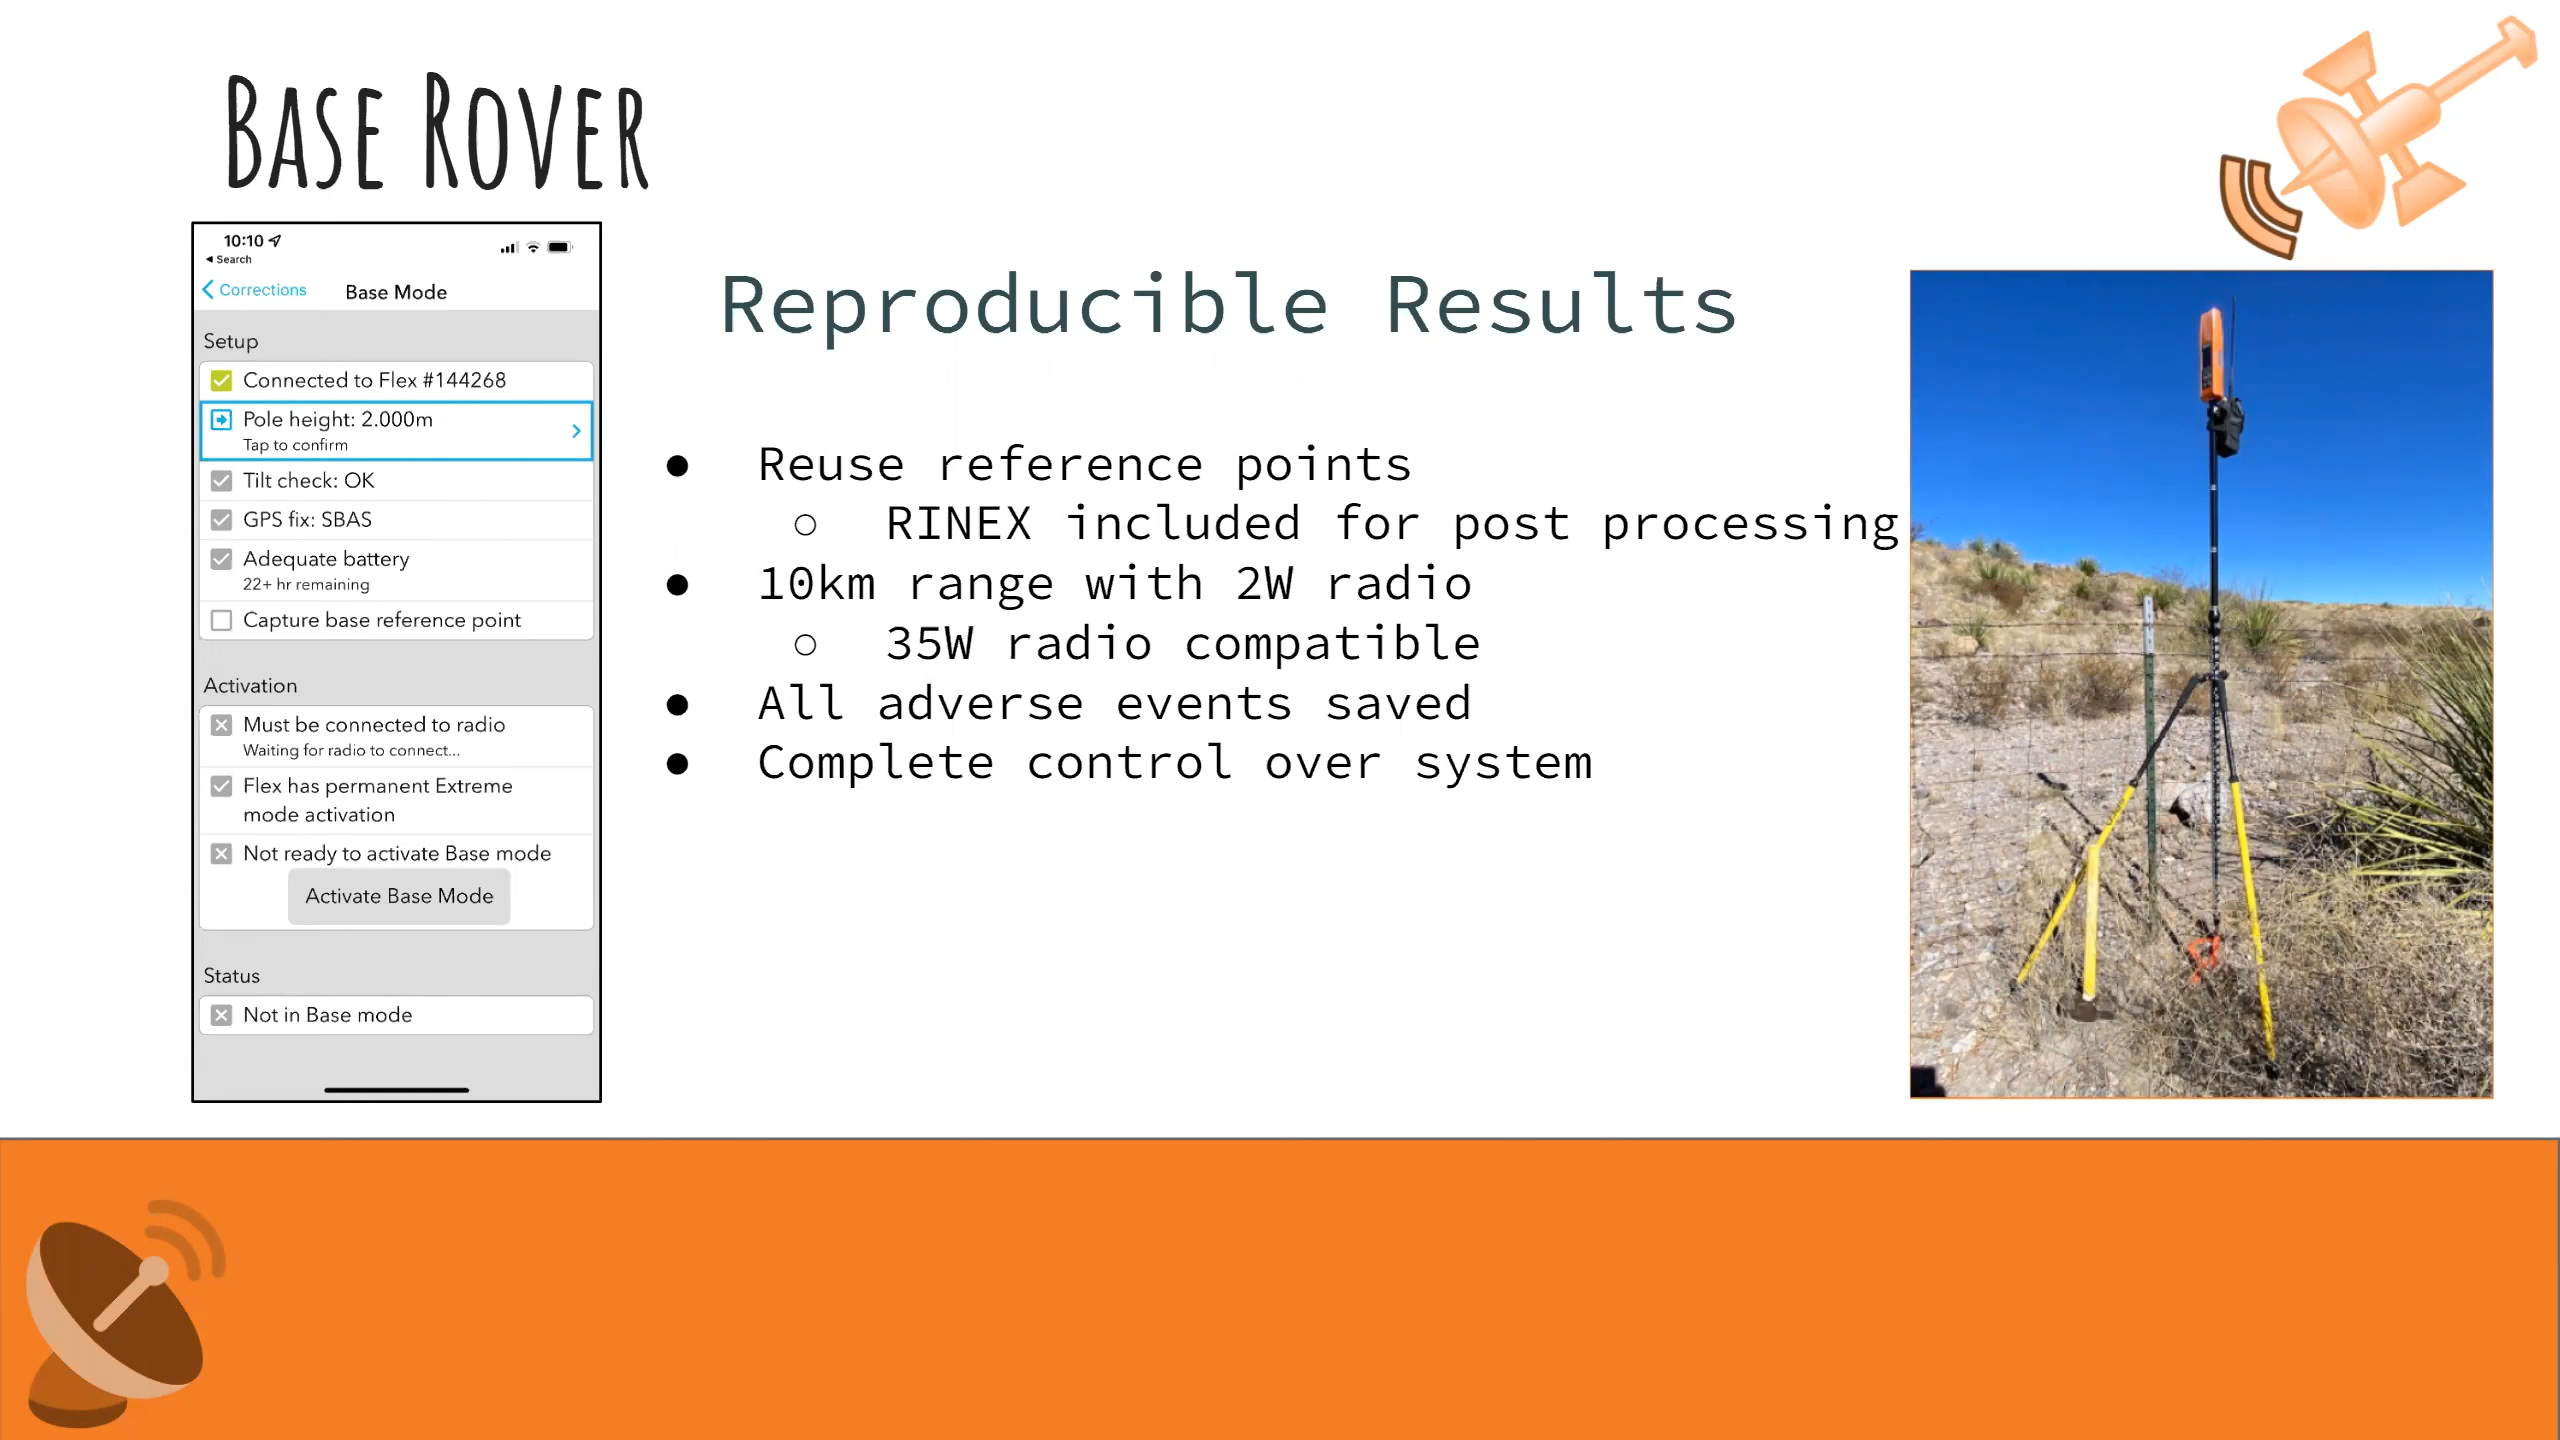 Base Rover
10:10
◀ Search
Corrections
Base Mode
Setup
Connected to Flex #144268
Pole height: 2.000m
Tap to confirm
Tilt check: OK
GPS fix: SBAS
Adequate battery
22+ hr remaining
Capture base reference point
Activation
Must be connected to radio
Waiting for radio to connect...
Flex has permanent Extreme
mode activation
Not ready to activate Base mode
Activate Base Mode
Status
Not in Base mode
Reproducible Results
● Reuse reference points
○ RINEX included for post processing
● 10km range with 2W radio
○ 35W radio compatible
● All adverse events saved
● Complete control over system